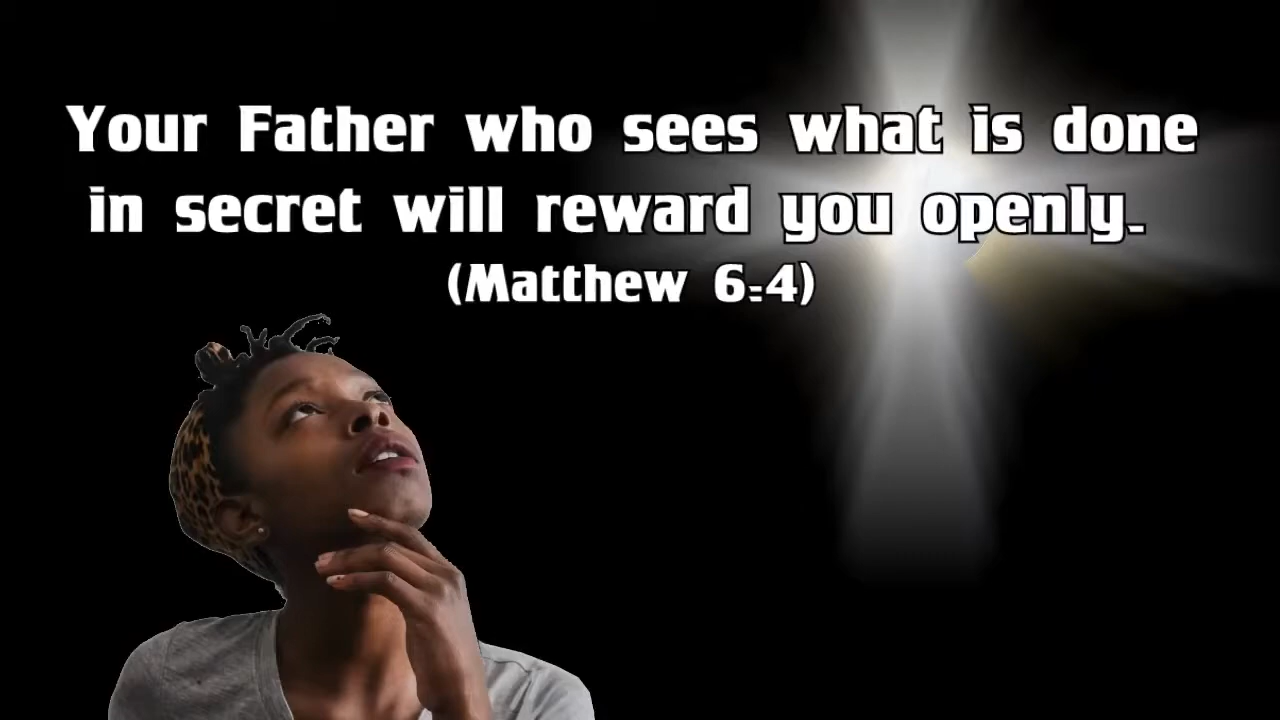 Your Father who sees what is done
in secret will reward you openly.
(Matthew 6:4)